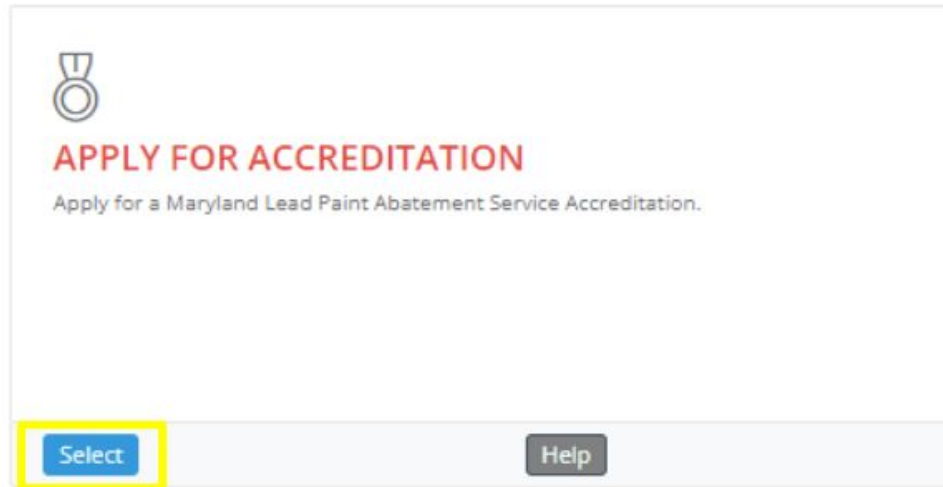 APPLY FOR ACCREDITATION
Apply for a Maryland Lead Paint Abatement Service Accreditation.
Select
Help